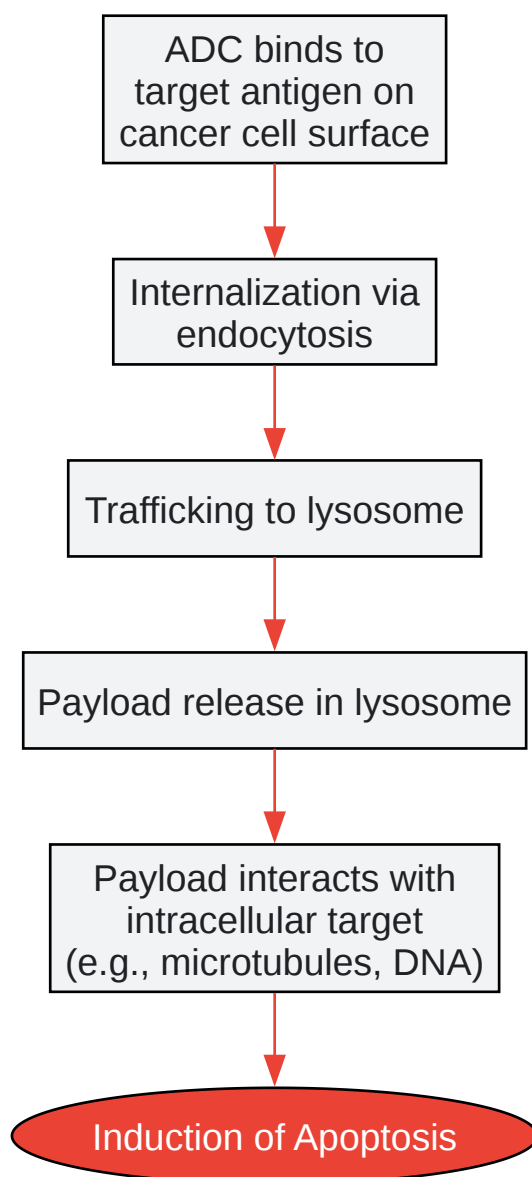 ADC binds to
target antigen on
cancer cell surface
Internalization via
endocytosis
Trafficking to lysosome
Payload release in lysosome
Payload interacts with
intracellular target
(e.g., microtubules, DNA)
Induction of Apoptosis